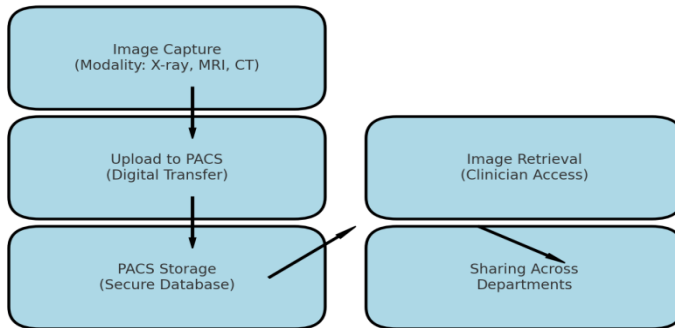 Image Capture
(Modality: X-ray, MRI, CT)
Upload to PACS
(Digital Transfer)
PACS Storage
(Secure Database)
Image Retrieval
(Clinician Access)
Sharing Across
Departments